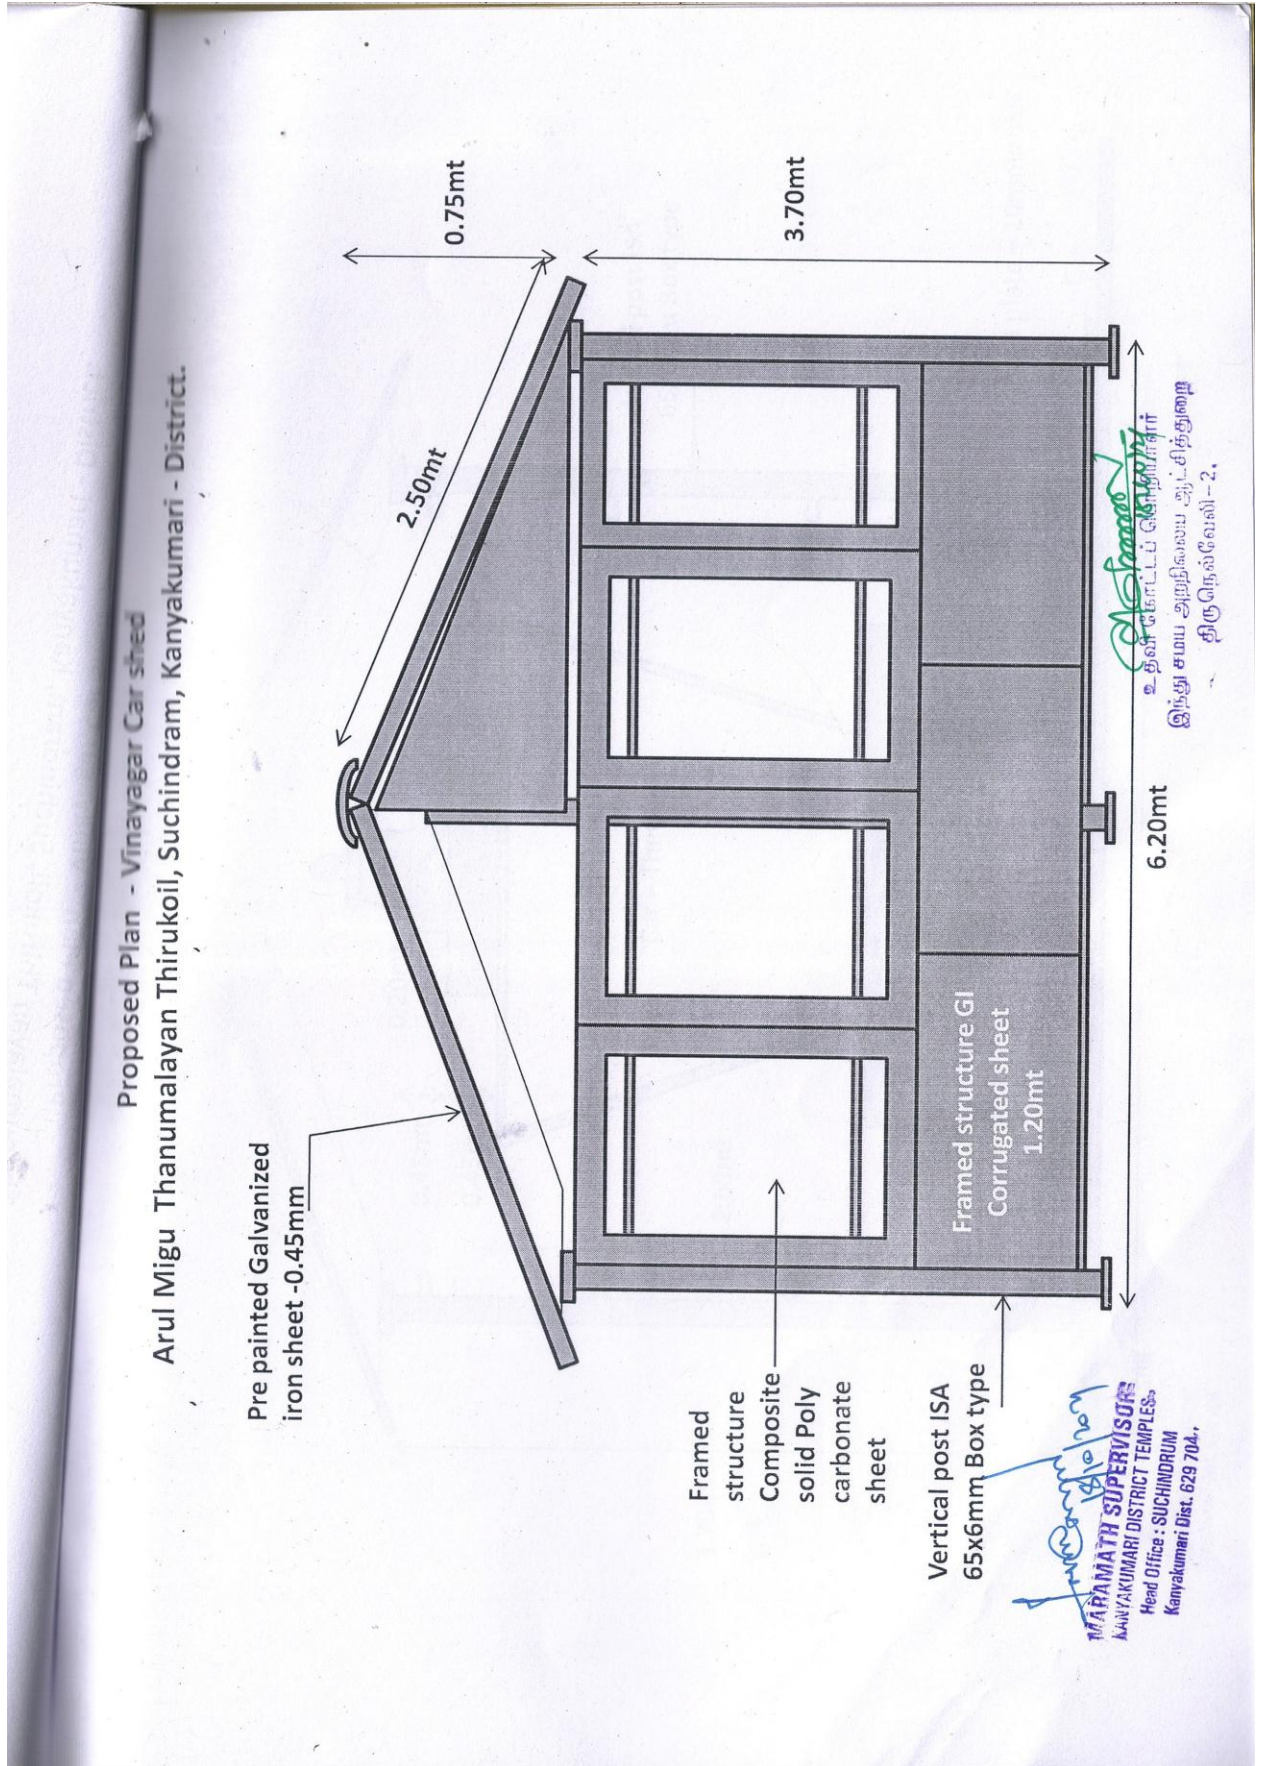 Proposed Plan - Vinayagar Car shed
Arul Migu Thanumalayan Thirukoil, Suchindram, Kanyakumari - District.
Pre painted Galvanized
iron sheet -0.45mm
2.50mt
0.75mt
3.70mt
Framed
structure
Composite
solid Poly
carbonate
sheet
Framed structure GI
Corrugated sheet
1.20mt
Vertical post ISA
65x6mm Box type
6.20mt
MARAMATH SUPERVISOR
KANYAKUMARI DISTRICT TEMPLES
Head Office : SUCHINDRUM
Kanyakumari Dist. 629 704.,
உதவி கோட்டப் பொறியாளர்
இந்து சமய அறநிலைய ஆட்சித்துறை
திருநெல்வேலி-2.